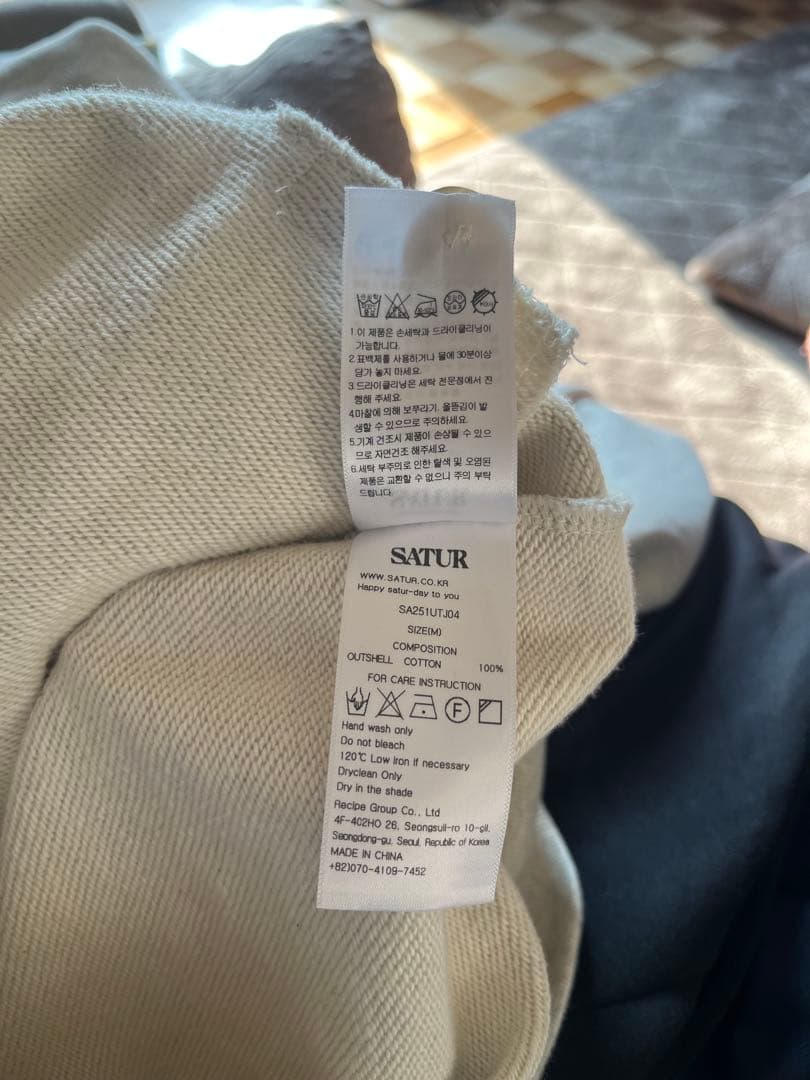 1.이 제품은 손세탁과 드라이클리닝이
가능합니다.
2.표백제를 사용하거나 물에 30분이상
담가 놓지 마세요.
3.드라이클리닝은 세탁 전문점에서 진
행해 주세요.
4.마찰에 의해 보푸라기, 올뜯김이 발
생할 수 있으므로 주의하세요.
5.기계 건조시 제품이 손상될 수 있으
므로 자연건조 해주세요.
6.세탁 부주의로 인한 탈색 및 오염된
제품은 교환할 수 없으니 주의 부탁
드립니다.
SATUR
WWW.SATUR.CO.KR
Happy satur-day to you
SA251UTJ04
SIZE(M)
COMPOSITION
OUTSHELL COTTON 100%
FOR CARE INSTRUCTION
F
Hand wash only
Do not bleach
120℃ Low iron if necessary
Dryclean Only
Dry in the shade
Recipe Group Co., Ltd
4F-402HO 26, Seongsuil-ro 10-gil,
Seongdong-gu, Seoul, Republic of Korea
MADE IN CHINA
+82)070-4109-7452